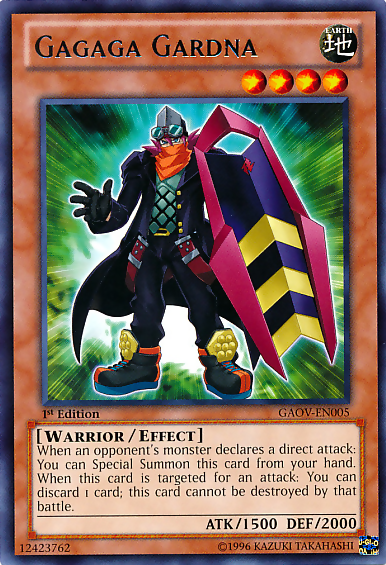 GAGAGA GARDNA
EARTH
地
1st Edition
GAOV-EN005
[WARRIOR/EFFECT]
When an opponent's monster declares a direct attack:
You can Special Summon this card from your hand.
When this card is targeted for an attack: You can
discard 1 card; this card cannot be destroyed by that
battle.
ATK/1500 DEF/2000
12423762
©1996 KAZUKI TAKAHASHI